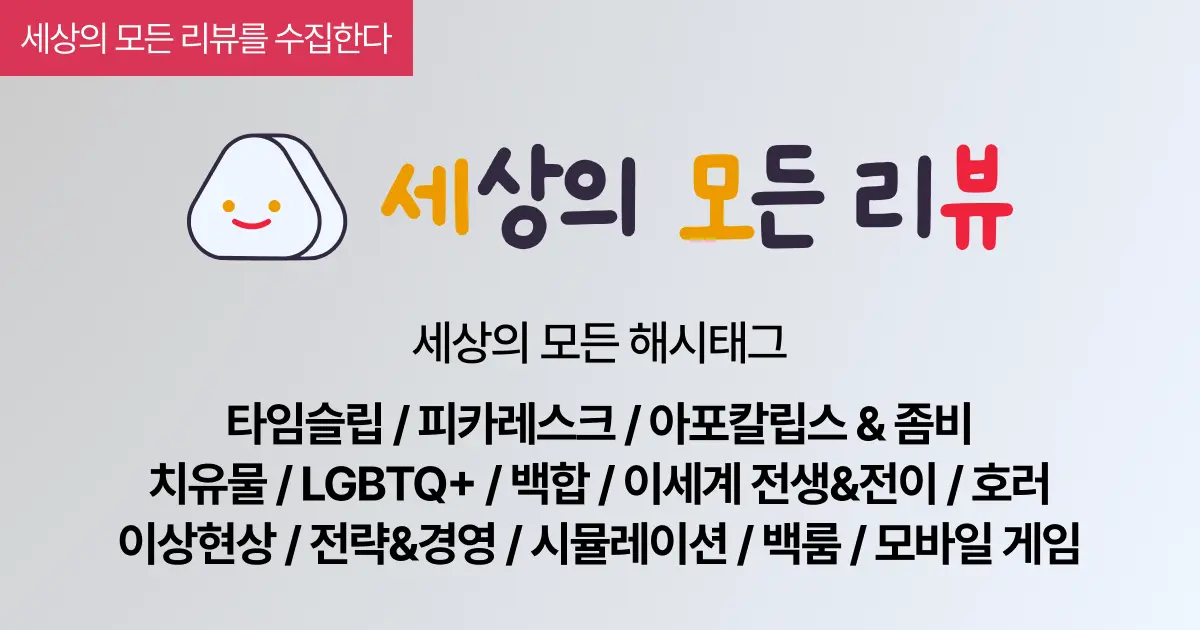 세상의 모든 리뷰를 수집한다
세상의 모든 리뷰
세상의 모든 해시태그
타임슬립 / 피카레스크 / 아포칼립스 & 좀비
치유물 / LGBTQ+ / 백합 / 이세계 전생&전이 / 호러
이상현상 / 전략&경영 / 시뮬레이션 / 백룸 / 모바일 게임